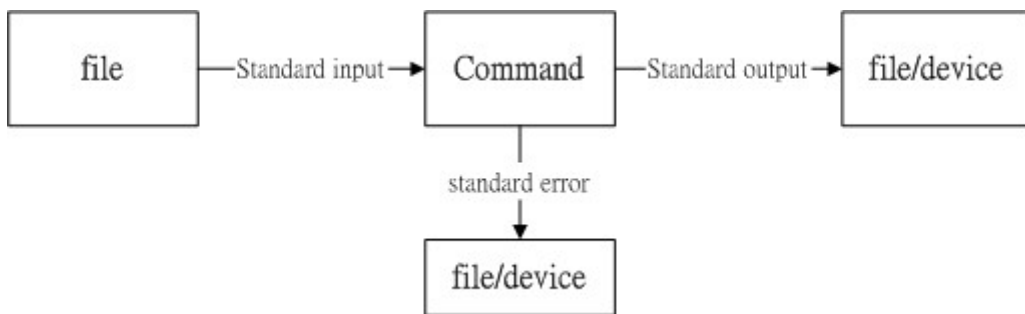 file
Standard input
Command
Standard output
file/device
standard error
file/device